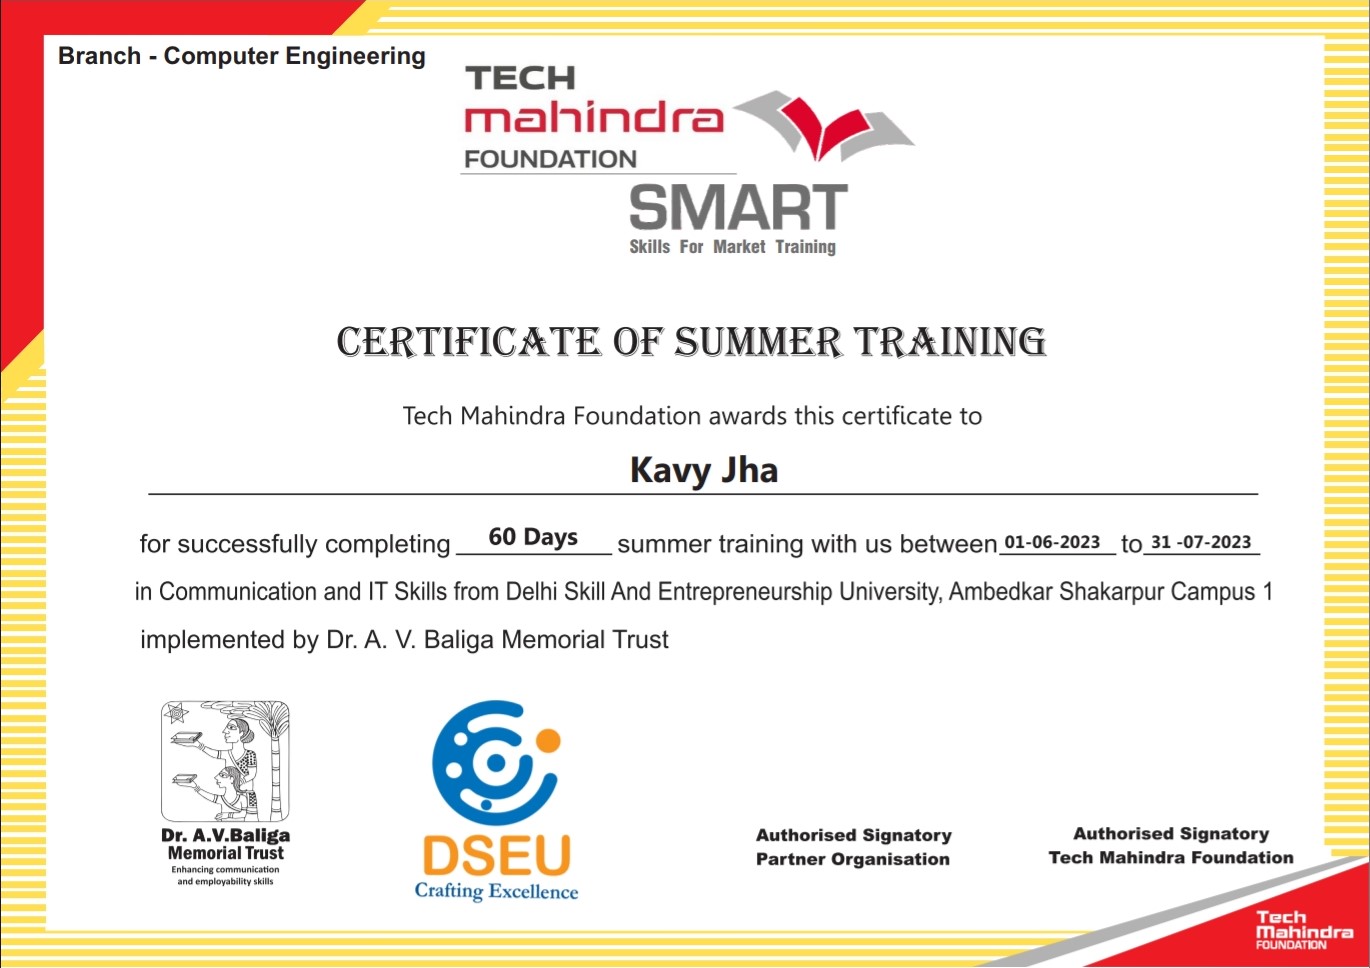 Branch - Computer Engineering
TECH
mahindra
FOUNDATION
SMART
Skills For Market Training
CERTIFICATE OF SUMMER TRAINING
Tech Mahindra Foundation awards this certificate to
Kavy Jha
for successfully completing 60 Days summer training with us between 01-06-2023 to 31 -07-2023
in Communication and IT Skills from Delhi Skill And Entrepreneurship University, Ambedkar Shakarpur Campus 1
implemented by Dr. A. V. Baliga Memorial Trust
Dr. A.V.Baliga
Memorial Trust
Enhancing communication
and employability skills
DSEU
Crafting Excellence
Authorised Signatory
Partner Organisation
Authorised Signatory
Tech Mahindra Foundation
Tech
Mahindra
FOUNDATION